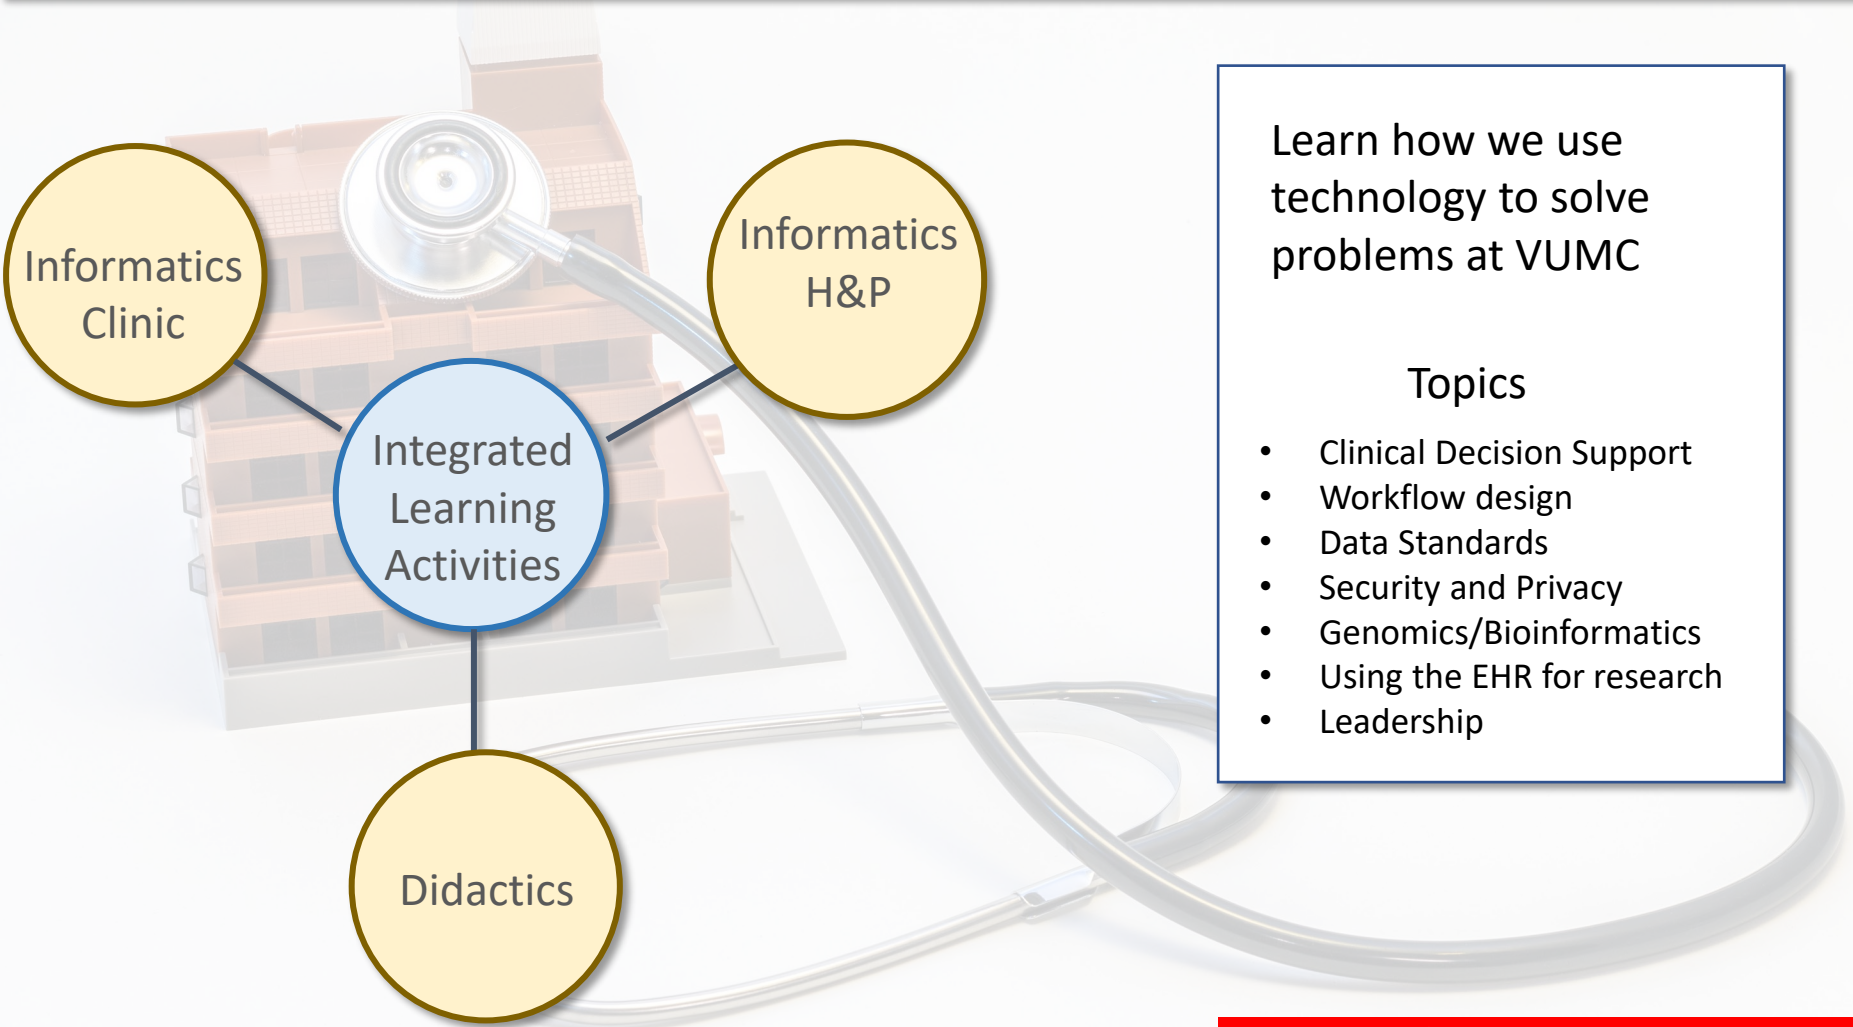 Informatics
Clinic
Informatics
H&P
Integrated
Learning
Activities
Didactics
Learn how we use
technology to solve
problems at VUMC
Topics
• Clinical Decision Support
• Workflow design
• Data Standards
• Security and Privacy
• Genomics/Bioinformatics
• Using the EHR for research
• Leadership